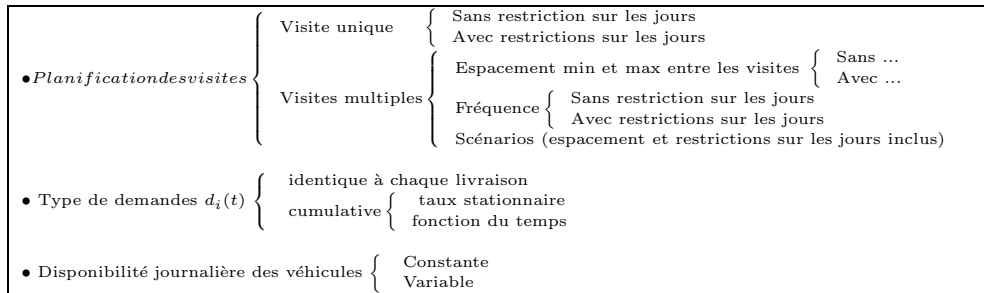 Visite unique { Sans restriction sur les jours
Avec restrictions sur les jours
•Planificationdesvisites {
Visites multiples {
Espacement min et max entre les visites { Sans ...
Avec ...
Fréquence { Sans restriction sur les jours
Avec restrictions sur les jours
Scénarios (espacement et restrictions sur les jours inclus)
• Type de demandes d_i(t) { identique à chaque livraison
cumulative { taux stationnaire
fonction du temps
• Disponibilité journalière des véhicules { Constante
Variable